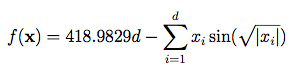 f(x) = 418.9829d − ∑_{i=1}^{d} x_i sin(√|x_i|)